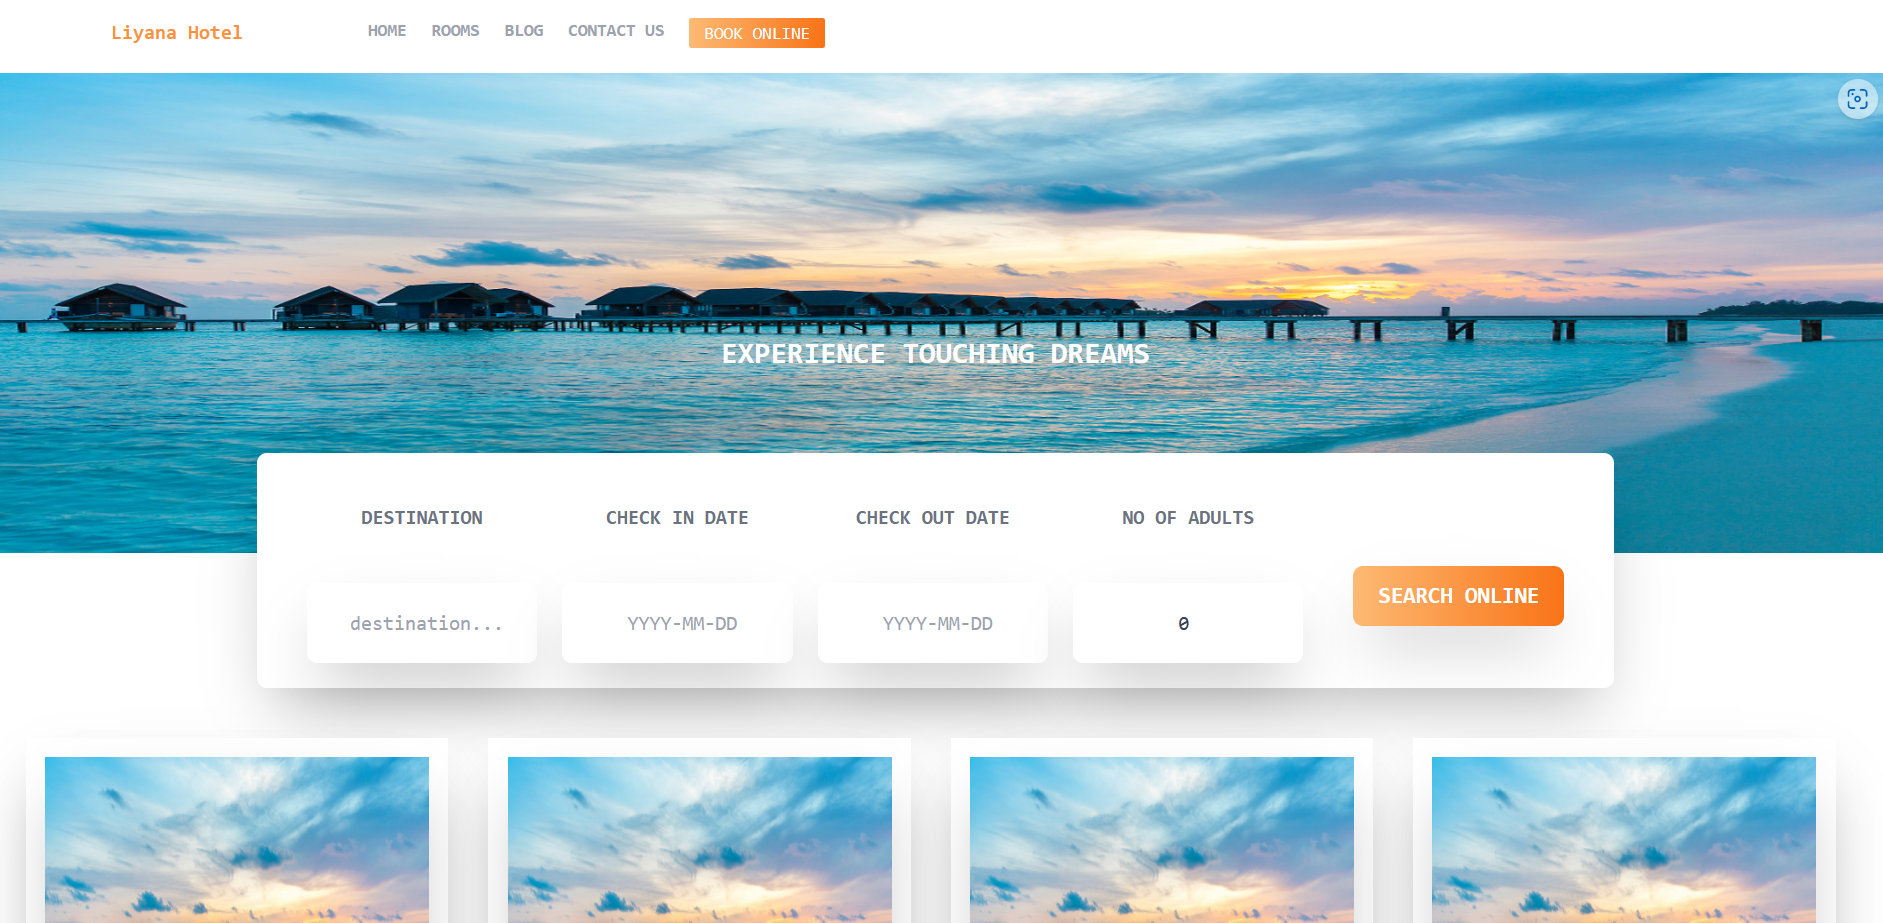 Liyana Hotel
HOME ROOMS BLOG CONTACT US BOOK ONLINE
EXPERIENCE TOUCHING DREAMS
DESTINATION CHECK IN DATE CHECK OUT DATE NO OF ADULTS
destination... YYYY-MM-DD YYYY-MM-DD 0
SEARCH ONLINE